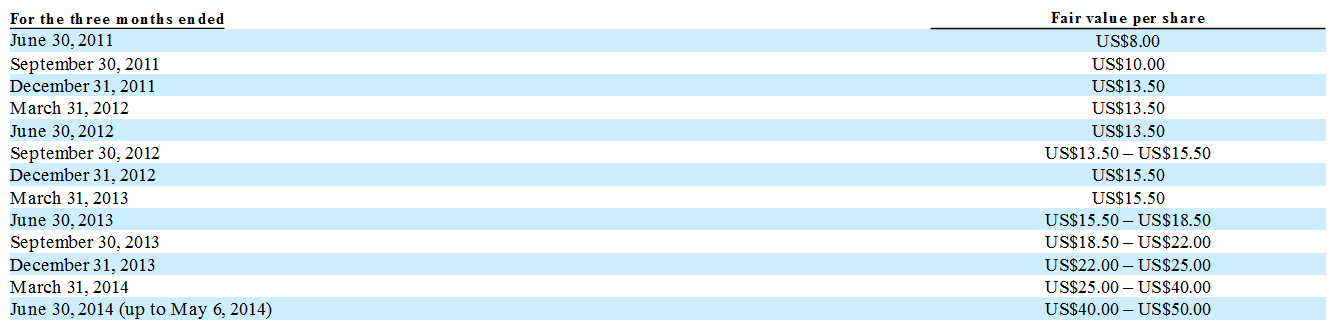 For the three months ended Fair value per share
June 30, 2011 US$8.00
September 30, 2011 US$10.00
December 31, 2011 US$13.50
March 31, 2012 US$13.50
June 30, 2012 US$13.50
September 30, 2012 US$13.50 – US$15.50
December 31, 2012 US$15.50
March 31, 2013 US$15.50
June 30, 2013 US$15.50 – US$18.50
September 30, 2013 US$18.50 – US$22.00
December 31, 2013 US$22.00 – US$25.00
March 31, 2014 US$25.00 – US$40.00
June 30, 2014 (up to May 6, 2014) US$40.00 – US$50.00